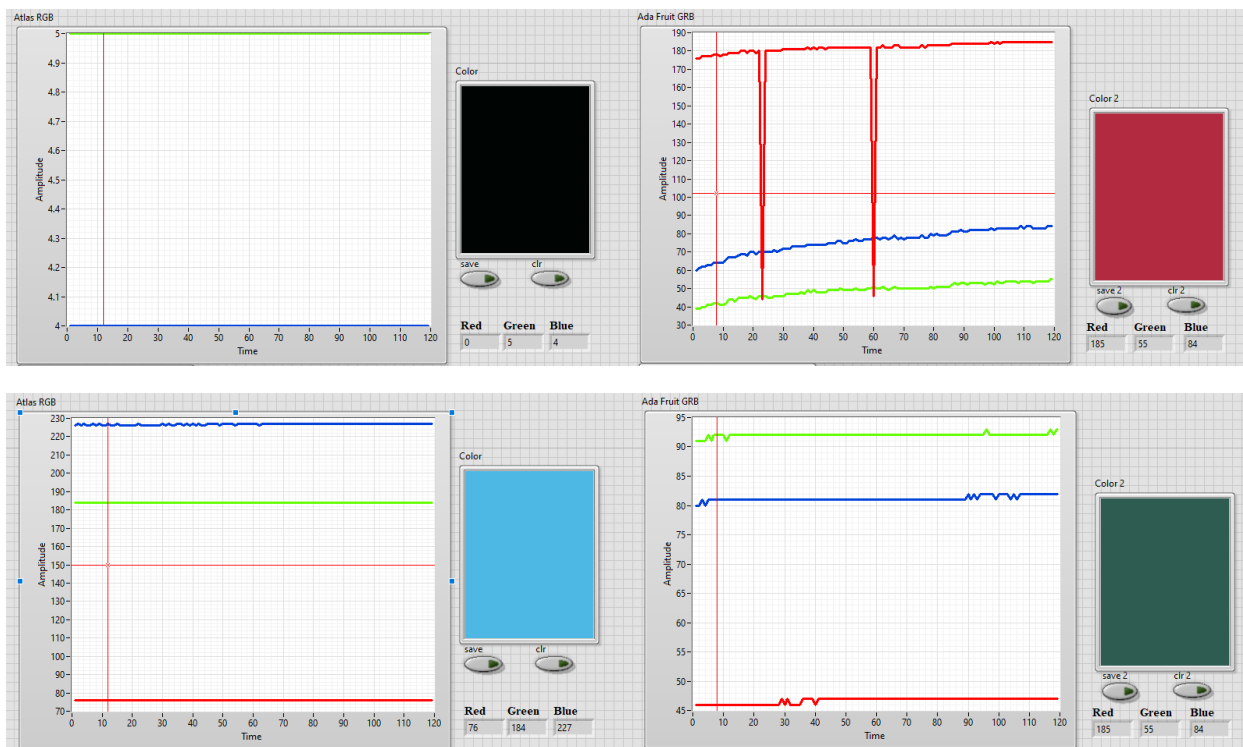 Atlas RGB
5
4.9
4.8
4.7
4.6
4.5
4.4
4.3
4.2
4.1
4
Amplitude
0 10 20 30 40 50 60 70 80 90 100 110 120
Time
Color
save clr
Red Green Blue
0 5 4
Ada Fruit GRB
190
180
170
160
150
140
130
120
110
100
90
80
70
60
50
40
30
Amplitude
0 10 20 30 40 50 60 70 80 90 100 110 120
Time
Color 2
save 2 clr 2
Red Green Blue
185 55 84
Atlas RGB
230
220
210
200
190
180
170
160
150
140
130
120
110
100
90
80
70
Amplitude
0 10 20 30 40 50 60 70 80 90 100 110 120
Time
Color
save clr
Red Green Blue
76 184 227
Ada Fruit GRB
95
90
85
80
75
70
65
60
55
50
45
Amplitude
0 10 20 30 40 50 60 70 80 90 100 110 120
Time
Color 2
save 2 clr 2
Red Green Blue
185 55 84